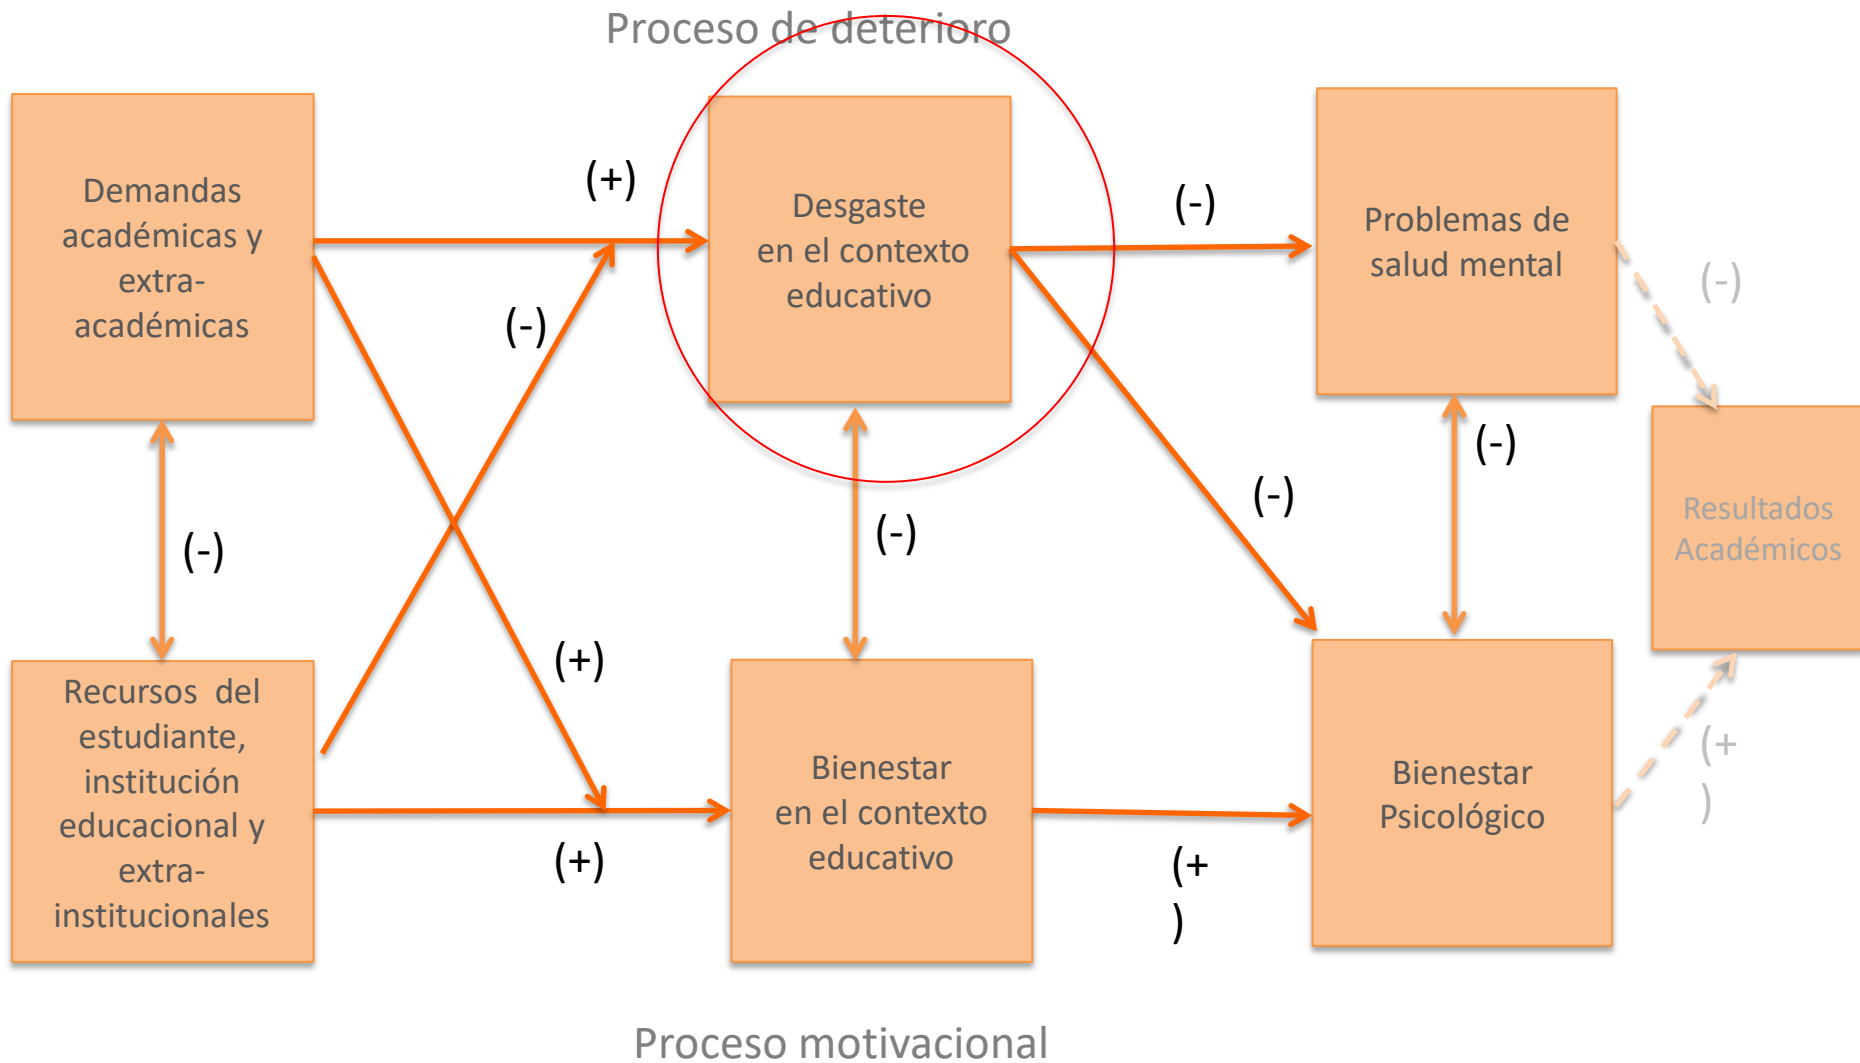 Proceso de deterioro
Demandas
académicas y
extra-
académicas
(+)
Desgaste
en el contexto
educativo
(-)
Problemas de
salud mental
(-)
(-)
(-)
(-)
(-)
(-)
Resultados
Académicos
Recursos  del
estudiante,
institución
educacional y
extra-
institucionales
(+)
(+)
Bienestar
en el contexto
educativo
(+
)
Bienestar
Psicológico
(+
)
Proceso motivacional